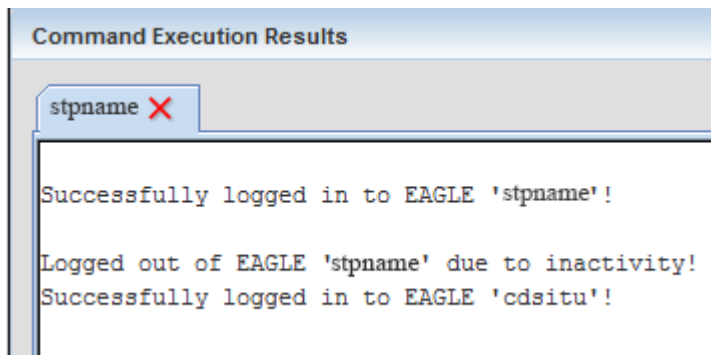 Command Execution Results
stpname
Successfully logged in to EAGLE 'stpname'!
Logged out of EAGLE 'stpname' due to inactivity!
Successfully logged in to EAGLE 'cdsitu'!